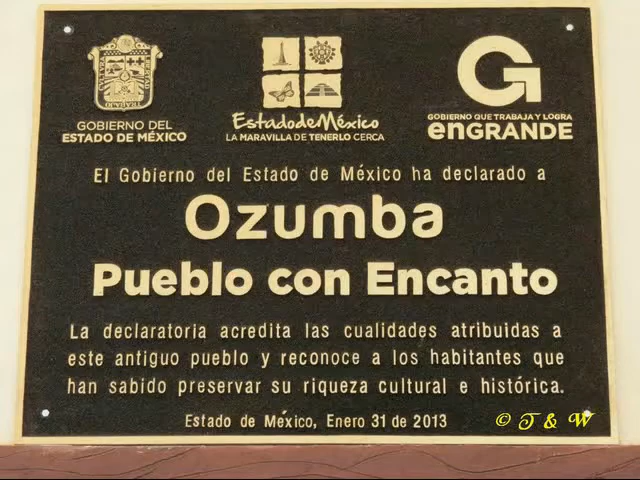 GOBIERNO DEL
ESTADO DE MÉXICO
EstadodeMéxico
LA MARAVILLA DE TENERLO CERCA
G
GOBIERNO QUE TRABAJA Y LOGRA
enGRANDE
El Gobierno del Estado de México ha declarado a
Ozumba
Pueblo con Encanto
La declaratoria acredita las cualidades atribuidas a
este antiguo pueblo y reconoce a los habitantes que
han sabido preservar su riqueza cultural e histórica.
Estado de México, Enero 31 de 2013
© T & W